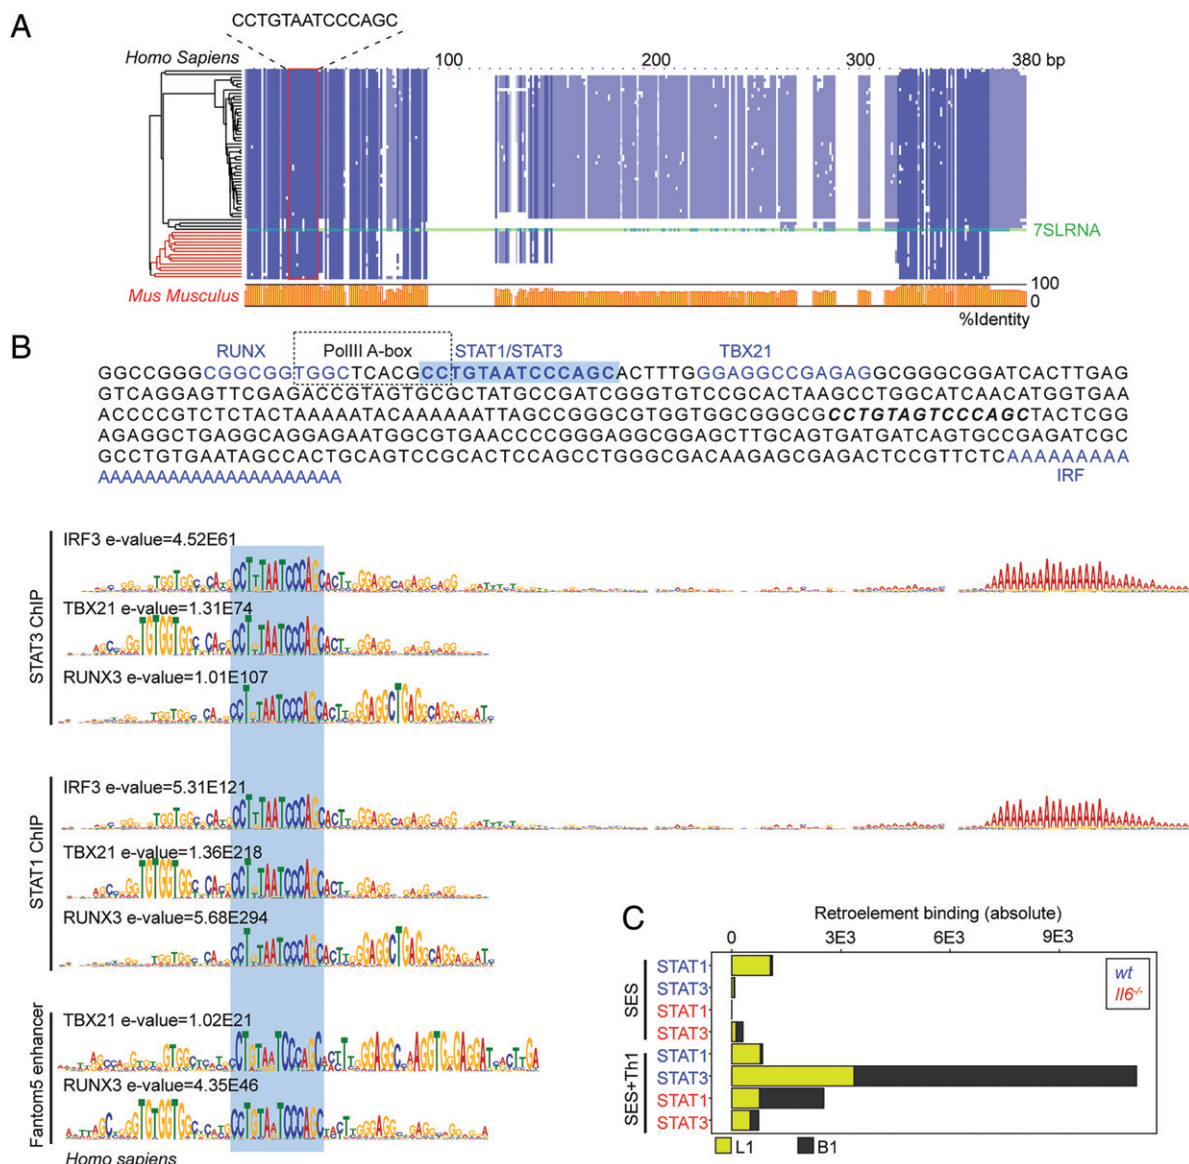 A
CCTGTAATCCCAGC
Homo Sapiens
100
200
300
380 bp
7SLRNA
Mus Musculus
100
0
%Identity
B
RUNX
PolIII A-box
STAT1/STAT3
TBX21
GGCCGGGCGGCGGTGGCTCACGCCTGTAATCCCAGCACTTTGGGAGGCCGAGAGGCGGGCGGATCACTTGAG
GTCAGGAGTTCGAGACCGTAGTGCGCTATGCCGATCGGGTGTCCGCACTAAGCCTGGCATCAACATGGTGAA
ACCCCGTCTCTACTAAAAATACAAAAAATTAGCCGGGCGTGGTGGCGGGCGCCTGTAGTCCCAGCTACTCGG
AGAGGCTGAGGCAGGAGAATGGCGTGAACCCCGGGAGGCGGAGCTTGCAGTGATGATCAGTGCCGAGATCGC
GCCTGTGAATAGCCACTGCAGTCCGCACTCCAGCCTGGGCGACAAGAGCGAGACTCCGTTCTCAAAAAAAAA
AAAAAAAAAAAAAAAAAAAAA
IRF
STAT3 ChIP
IRF3 e-value=4.52E61
TBX21 e-value=1.31E74
RUNX3 e-value=1.01E107
STAT1 ChIP
IRF3 e-value=5.31E121
TBX21 e-value=1.36E218
RUNX3 e-value=5.68E294
Fantom5 enhancer
TBX21 e-value=1.02E21
RUNX3 e-value=4.35E46
Homo sapiens
C
Retroelement binding (absolute)
0
3E3
6E3
9E3
wt
Il6-/-
SES
STAT1
STAT3
STAT1
STAT3
SES+Th1
STAT1
STAT3
STAT1
STAT3
L1
B1